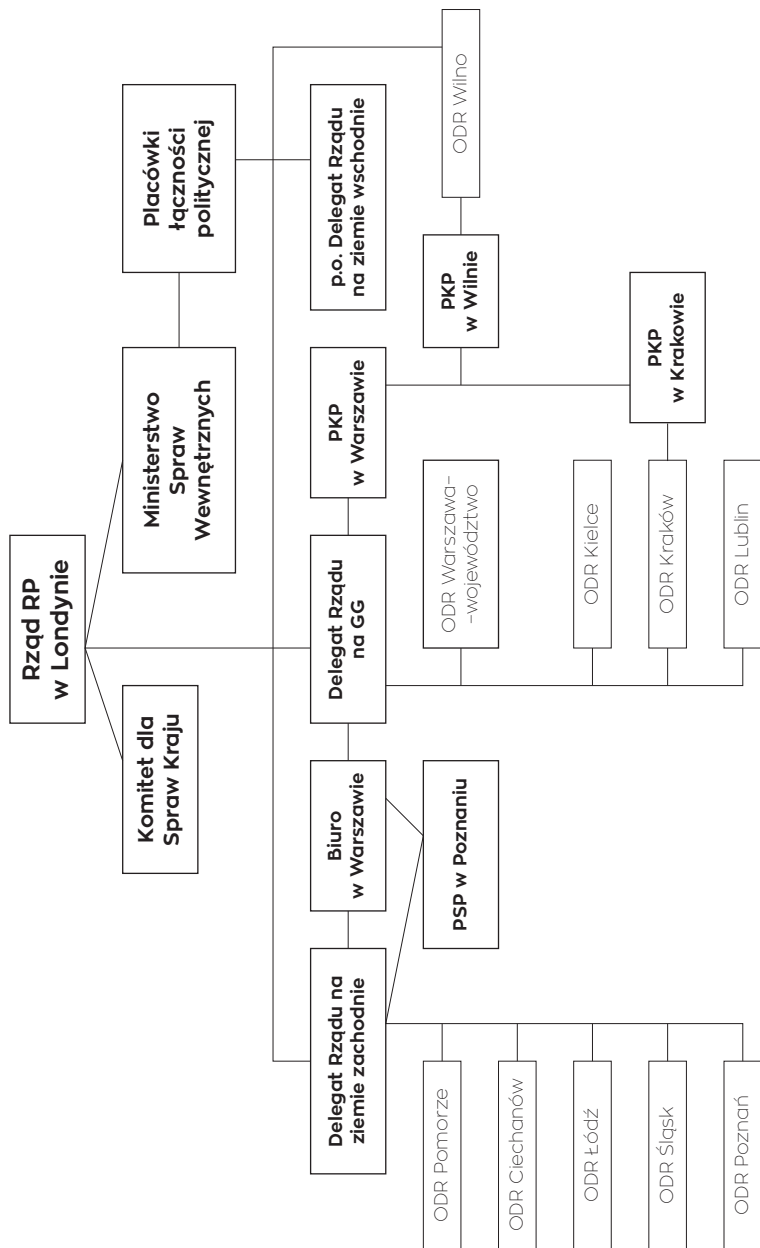 Rząd RP
w Londynie
Komitet dla
Spraw Kraju
Ministerstwo
Spraw
Wewnętrznych
Placówki
łączności
politycznej
Delegat Rządu na
ziemie zachodnie
Biuro
w Warszawie
Delegat Rządu
na GG
PKP
w Warszawie
p.o. Delegat Rządu
na ziemie wschodnie
ODR Pomorze
ODR Ciechanów
ODR Łódź
ODR Śląsk
ODR Poznań
PSP w Poznaniu
ODR Warszawa–
–województwo
ODR Kielce
ODR Kraków
ODR Lublin
PKP
w Wilnie
ODR Wilno
PKP
w Krakowie